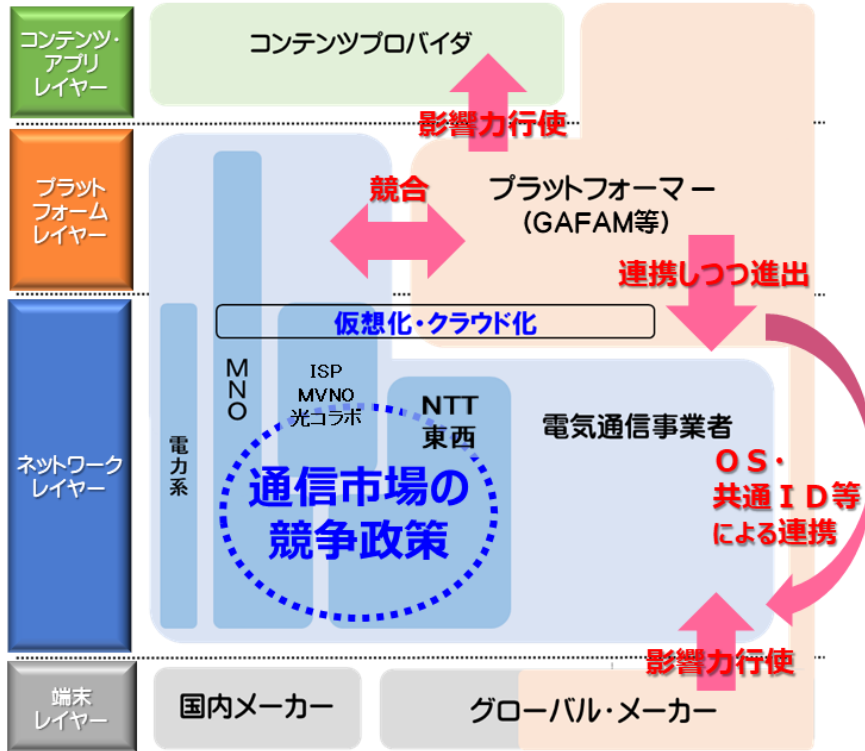 コンテンツ・
アプリ
レイヤー
コンテンツプロバイダ
影響力行使
プラット
フォーム
レイヤー
競合
プラットフォーマー
(GAFAM等)
連携しつつ進出
仮想化・クラウド化
ネットワーク
レイヤー
電力系
MNO
ISP
MVNO
光コラボ
NTT
東西
電気通信事業者
通信市場の
競争政策
OS・
共通ID等
による連携
影響力行使
端末
レイヤー
国内メーカー
グローバル・メーカー